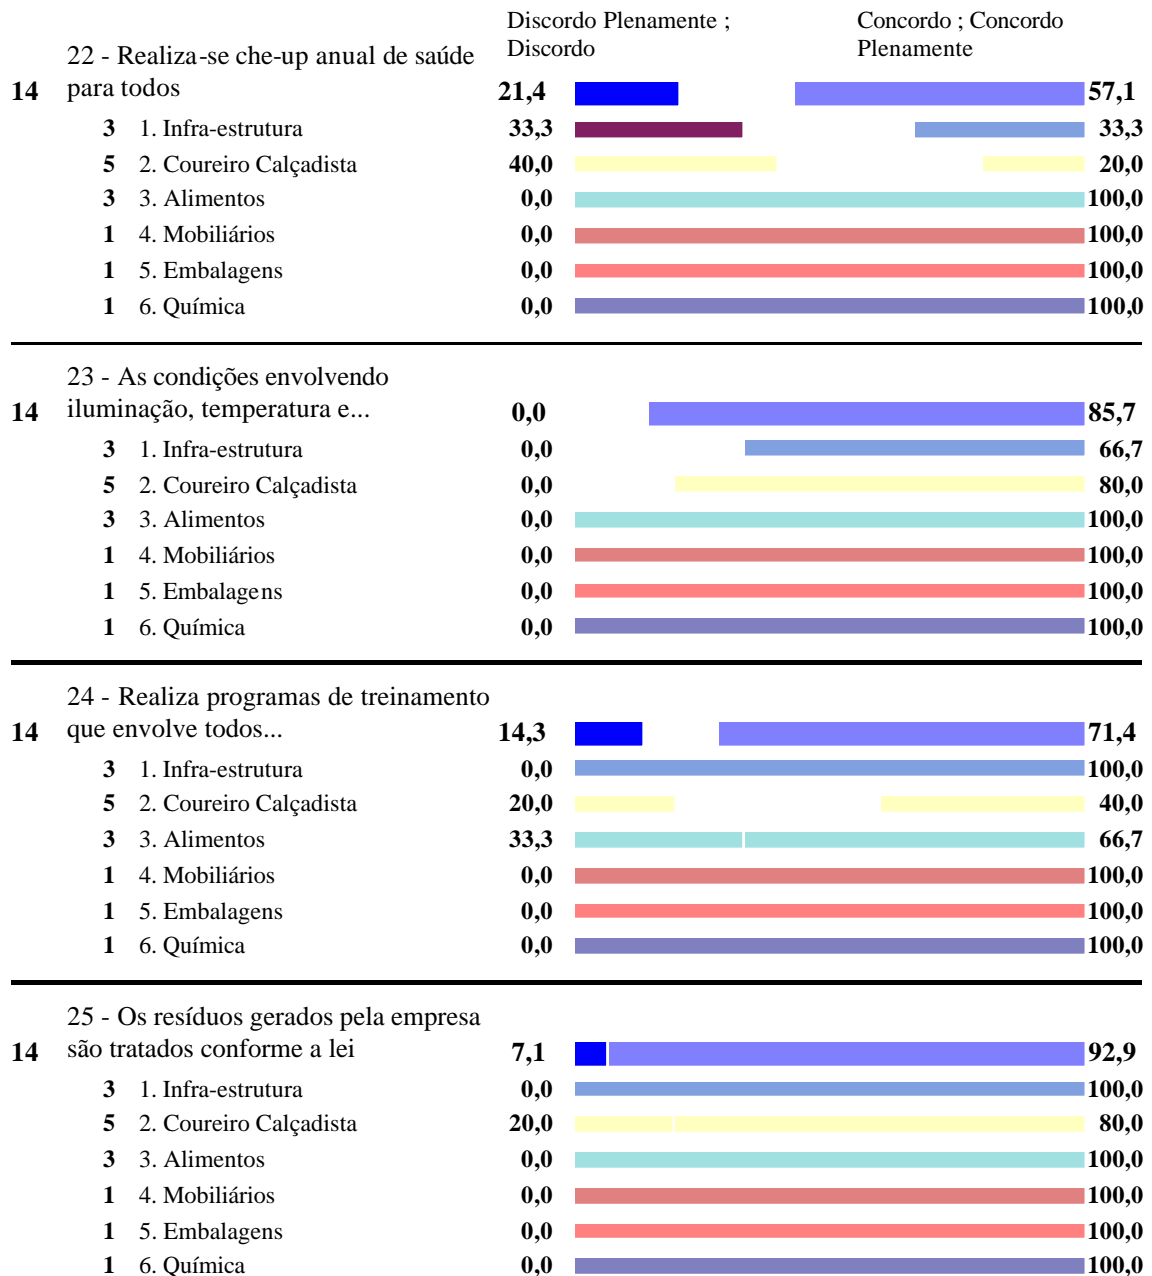 Discordo Plenamente ; Concordo ; Concordo
Discordo Plenamente
22 - Realiza-se che-up anual de saúde
14 para todos 21,4 57,1
3 1. Infra-estrutura 33,3 33,3
5 2. Coureiro Calçadista 40,0 20,0
3 3. Alimentos 0,0 100,0
1 4. Mobiliários 0,0 100,0
1 5. Embalagens 0,0 100,0
1 6. Química 0,0 100,0
23 - As condições envolvendo
14 iluminação, temperatura e... 0,0 85,7
3 1. Infra-estrutura 0,0 66,7
5 2. Coureiro Calçadista 0,0 80,0
3 3. Alimentos 0,0 100,0
1 4. Mobiliários 0,0 100,0
1 5. Embalagens 0,0 100,0
1 6. Química 0,0 100,0
24 - Realiza programas de treinamento
14 que envolve todos... 14,3 71,4
3 1. Infra-estrutura 0,0 100,0
5 2. Coureiro Calçadista 20,0 40,0
3 3. Alimentos 33,3 66,7
1 4. Mobiliários 0,0 100,0
1 5. Embalagens 0,0 100,0
1 6. Química 0,0 100,0
25 - Os resíduos gerados pela empresa
14 são tratados conforme a lei 7,1 92,9
3 1. Infra-estrutura 0,0 100,0
5 2. Coureiro Calçadista 20,0 80,0
3 3. Alimentos 0,0 100,0
1 4. Mobiliários 0,0 100,0
1 5. Embalagens 0,0 100,0
1 6. Química 0,0 100,0